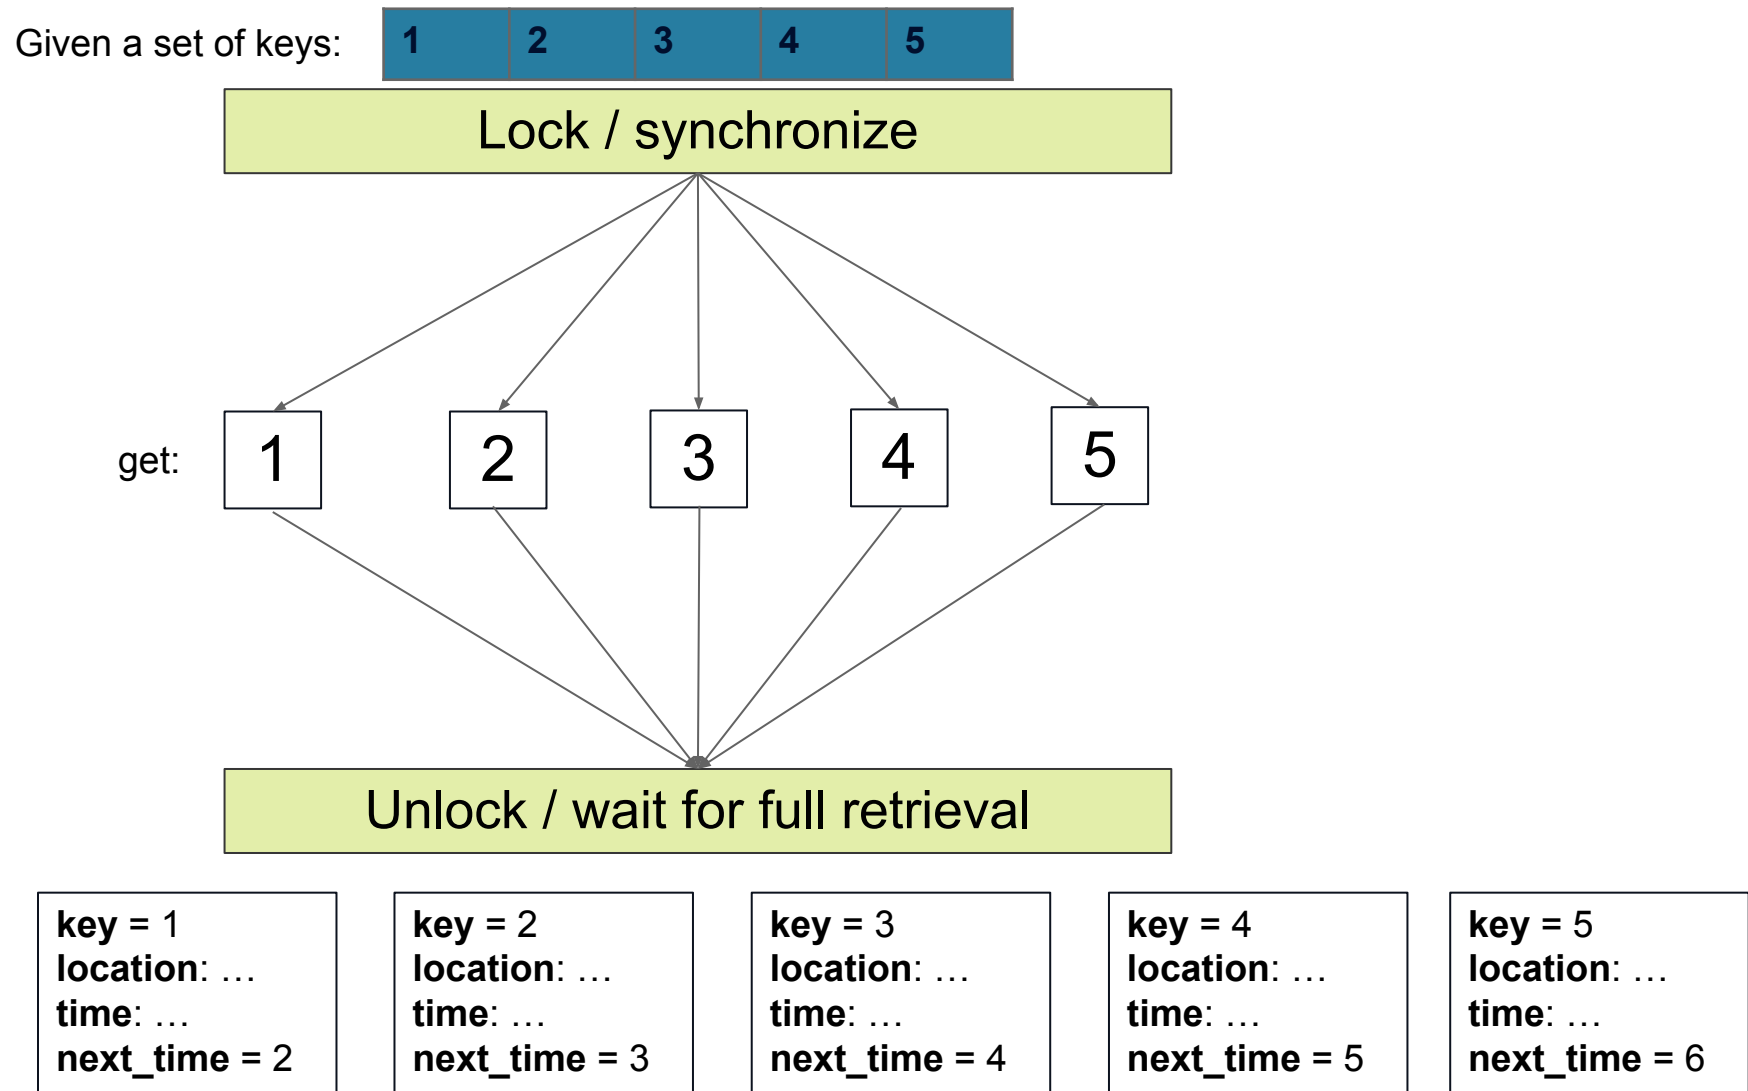 Given a set of keys: 1 2 3 4 5
Lock / synchronize
get: 1 2 3 4 5
Unlock / wait for full retrieval
key = 1
location: …
time: …
next_time = 2
key = 2
location: …
time: …
next_time = 3
key = 3
location: …
time: …
next_time = 4
key = 4
location: …
time: …
next_time = 5
key = 5
location: …
time: …
next_time = 6